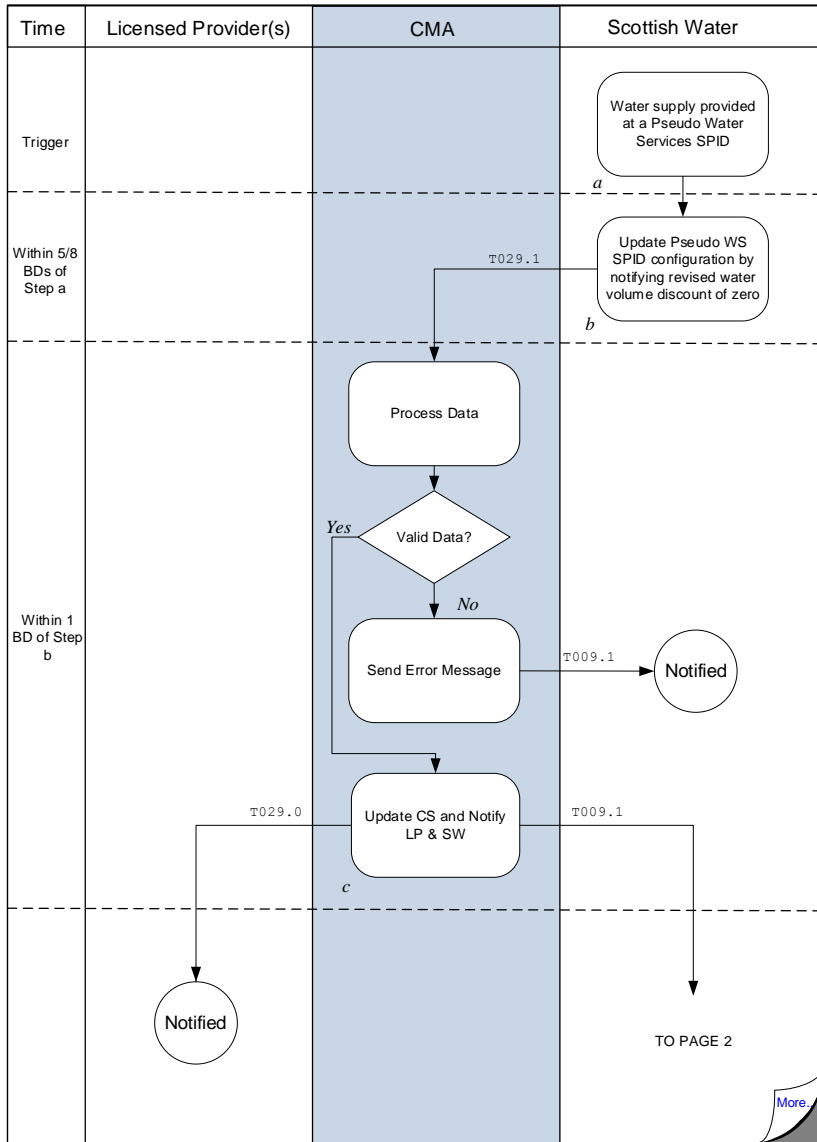 Time
Licensed Provider(s)
CMA
Scottish Water
Trigger
Water supply provided
at a Pseudo Water
Services SPID
a
Within 5/8
BDs of
Step a
Update Pseudo WS
SPID configuration by
notifying revised water
volume discount of zero
T029.1
b
Process Data
Valid Data?
Yes
No
Within 1
BD of Step
b
Send Error Message
T009.1
Notified
T029.0
Update CS and Notify
LP & SW
T009.1
c
Notified
TO PAGE 2
More..